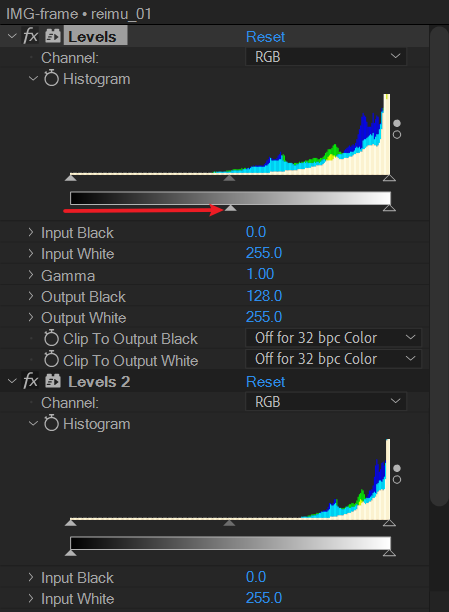 IMG-frame • reimu_01
fx Levels Reset
Channel: RGB
Histogram
Input Black 0.0
Input White 255.0
Gamma 1.00
Output Black 128.0
Output White 255.0
Clip To Output Black Off for 32 bpc Color
Clip To Output White Off for 32 bpc Color
fx Levels 2 Reset
Channel: RGB
Histogram
Input Black 0.0
Input White 255.0